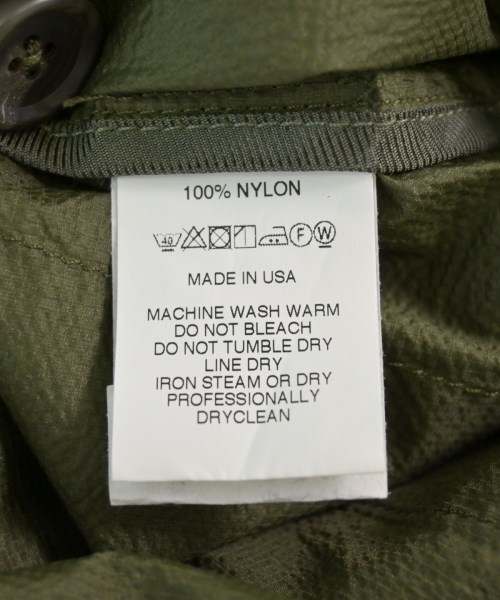 100% NYLON
40 F W
MADE IN USA
MACHINE WASH WARM
DO NOT BLEACH
DO NOT TUMBLE DRY
LINE DRY
IRON STEAM OR DRY
PROFESSIONALLY
DRYCLEAN